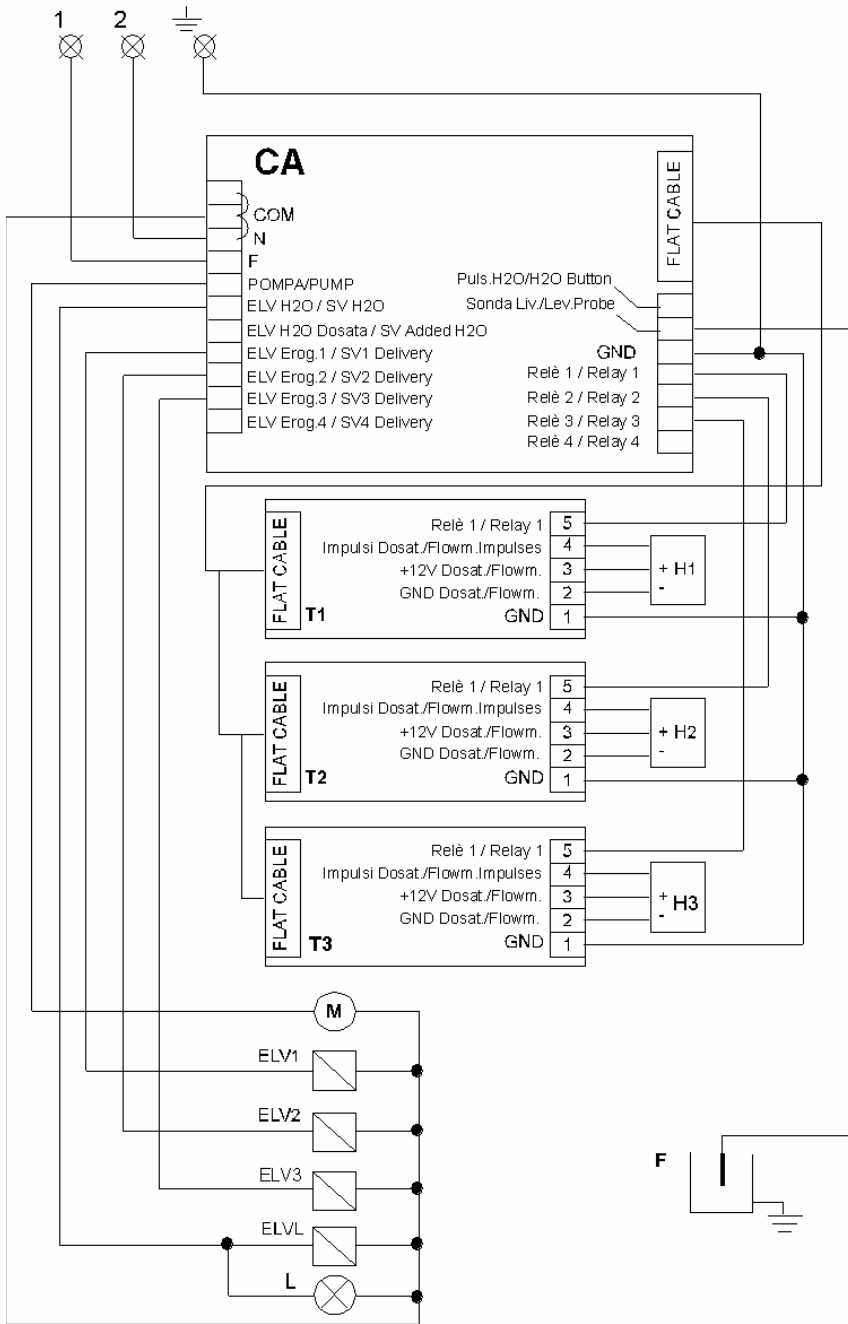 1
2
CA
FLAT CABLE
COM
N
F
POMPA/PUMP
ELV H2O / SV H2O
ELV H2O Dosata / SV Added H2O
ELV Erog.1 / SV1 Delivery
ELV Erog.2 / SV2 Delivery
ELV Erog.3 / SV3 Delivery
ELV Erog.4 / SV4 Delivery
Puls.H2O/H2O Button
Sonda Liv./Lev.Probe
GND
Relè 1 / Relay 1
Relè 2 / Relay 2
Relè 3 / Relay 3
Relè 4 / Relay 4
FLAT CABLE
T1
Relè 1 / Relay 1 5
Impulsi Dosat./Flowm.Impulses 4
+12V Dosat./Flowm. 3
GND Dosat./Flowm. 2
GND 1
+ H1
-
FLAT CABLE
T2
Relè 1 / Relay 1 5
Impulsi Dosat./Flowm.Impulses 4
+12V Dosat./Flowm. 3
GND Dosat./Flowm. 2
GND 1
+ H2
-
FLAT CABLE
T3
Relè 1 / Relay 1 5
Impulsi Dosat./Flowm.Impulses 4
+12V Dosat./Flowm. 3
GND Dosat./Flowm. 2
GND 1
+ H3
-
M
ELV1
ELV2
ELV3
ELVL
L
F